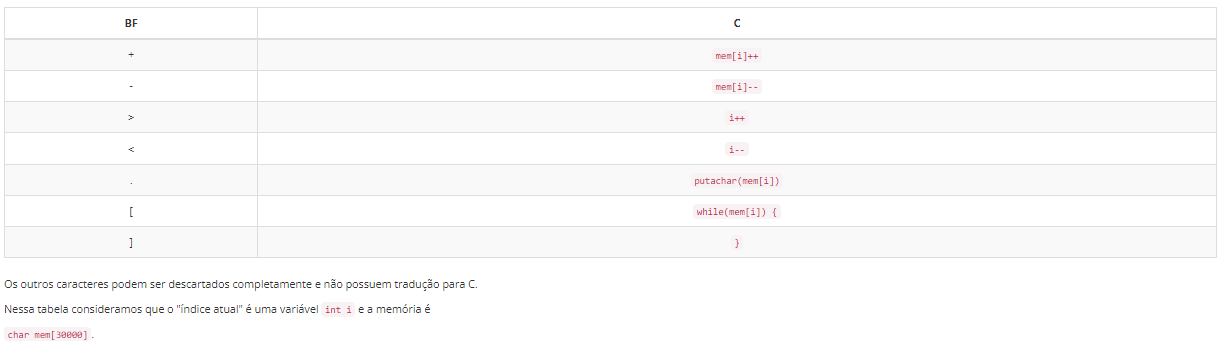 BF C
+ mem[i]++
- mem[i]--
> i++
< i--
. putachar(mem[i])
[ while(mem[i]) {
] }
Os outros caracteres podem ser descartados completamente e não possuem tradução para C.
Nessa tabela consideramos que o "índice atual" é uma variável int i e a memória é
char mem[30000] .